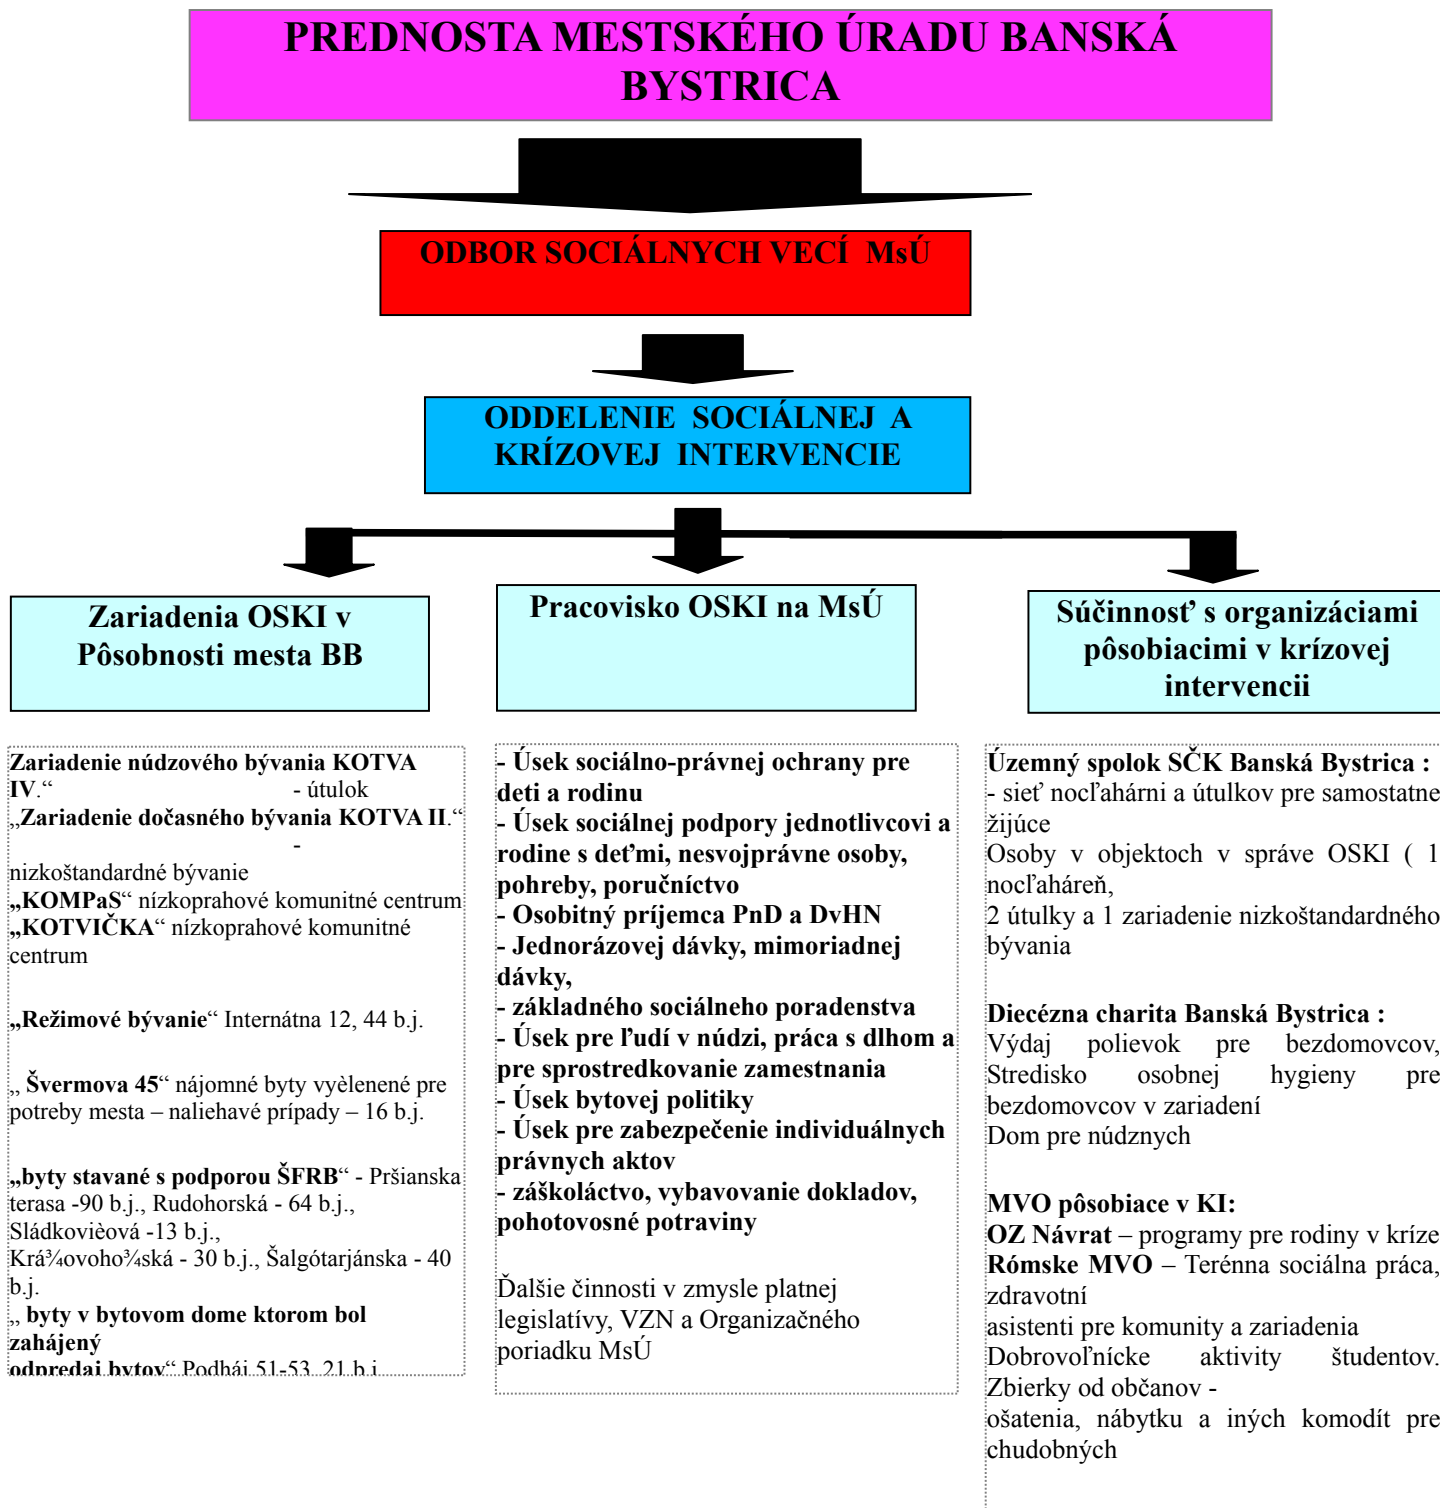 PREDNOSTA MESTSKÉHO ÚRADU BANSKÁ
BYSTRICA
ODBOR SOCIÁLNYCH VECÍ MsÚ
ODDELENIE SOCIÁLNEJ A
KRÍZOVEJ INTERVENCIE
Zariadenia OSKI v
Pôsobnosti mesta BB
Pracovisko OSKI na MsÚ
Súčinnosť s organizáciami
pôsobiacimi v krízovej
intervencii
Zariadenie núdzového bývania KOTVA
IV.“ - útulok
„Zariadenie dočasného bývania KOTVA II.“
-
nizkoštandardné bývanie
„KOMPaS“ nízkoprahové komunitné centrum
„KOTVIČKA“ nízkoprahové komunitné
centrum
„Režimové bývanie“ Internátna 12, 44 b.j.
„ Švermova 45“ nájomné byty vyèlenené pre
potreby mesta – naliehavé prípady – 16 b.j.
„byty stavané s podporou ŠFRB“ - Pršianska
terasa -90 b.j., Rudohorská - 64 b.j.,
Sládkovièová -13 b.j.,
Krá¾ovoho¾ská - 30 b.j., Šalgótarjánska - 40
b.j.
„ byty v bytovom dome ktorom bol
zahájený
odpredaj bytov“ Podháj 51-53, 21 b.j.
- Úsek sociálno-právnej ochrany pre
deti a rodinu
- Úsek sociálnej podpory jednotlivcovi a
rodine s deťmi, nesvojprávne osoby,
pohreby, poručníctvo
- Osobitný príjemca PnD a DvHN
- Jednorázovej dávky, mimoriadnej
dávky,
- základného sociálneho poradenstva
- Úsek pre ľudí v núdzi, práca s dlhom a
pre sprostredkovanie zamestnania
- Úsek bytovej politiky
- Úsek pre zabezpečenie individuálnych
právnych aktov
- záškoláctvo, vybavovanie dokladov,
pohotovosné potraviny
Ďalšie činnosti v zmysle platnej
legislatívy, VZN a Organizačného
poriadku MsÚ
Územný spolok SČK Banská Bystrica :
- sieť nocľahárni a útulkov pre samostatne
žijúce
Osoby v objektoch v správe OSKI ( 1
nocľaháreň,
2 útulky a 1 zariadenie nizkoštandardného
bývania
Diecézna charita Banská Bystrica :
Výdaj polievok pre bezdomovcov,
Stredisko osobnej hygieny pre
bezdomovcov v zariadení
Dom pre núdznych
MVO pôsobiace v KI:
OZ Návrat – programy pre rodiny v kríze
Rómske MVO – Terénna sociálna práca,
zdravotní
asistenti pre komunity a zariadenia
Dobrovoľnícke aktivity študentov.
Zbierky od občanov -
ošatenia, nábytku a iných komodít pre
chudobných